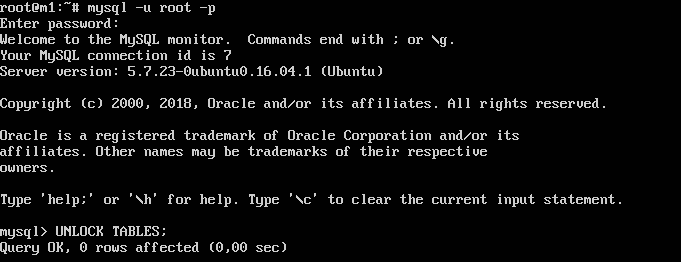 root@m1:~# mysql -u root -p
Enter password:
Welcome to the MySQL monitor.  Commands end with ; or \g.
Your MySQL connection id is 7
Server version: 5.7.23-0ubuntu0.16.04.1 (Ubuntu)
Copyright (c) 2000, 2018, Oracle and/or its affiliates. All rights reserved.
Oracle is a registered trademark of Oracle Corporation and/or its
affiliates. Other names may be trademarks of their respective
owners.
Type 'help;' or '\h' for help. Type '\c' to clear the current input statement.
mysql> UNLOCK TABLES;
Query OK, 0 rows affected (0,00 sec)